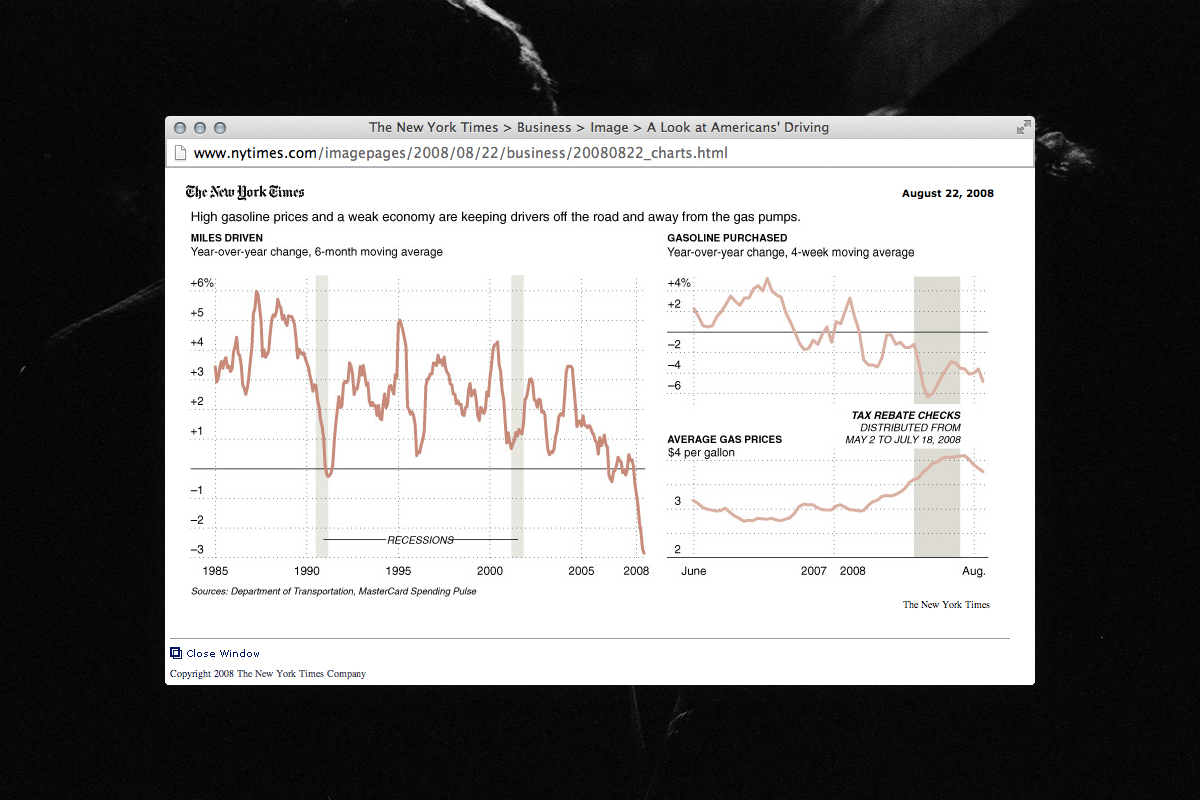 The New York Times > Business > Image > A Look at Americans' Driving
www.nytimes.com/imagepages/2008/08/22/business/20080822_charts.html
The New York Times
August 22, 2008
High gasoline prices and a weak economy are keeping drivers off the road and away from the gas pumps.
MILES DRIVEN
Year-over-year change, 6-month moving average
+6%
+5
+4
+3
+2
+1
–1
–2
–3
RECESSIONS
1985 1990 1995 2000 2005 2008
Sources: Department of Transportation, MasterCard Spending Pulse
GASOLINE PURCHASED
Year-over-year change, 4-week moving average
+4%
+2
–2
–4
–6
TAX REBATE CHECKS
DISTRIBUTED FROM
MAY 2 TO JULY 18, 2008
AVERAGE GAS PRICES
$4 per gallon
3
2
June 2007 2008 Aug.
The New York Times
Close Window
Copyright 2008 The New York Times Company